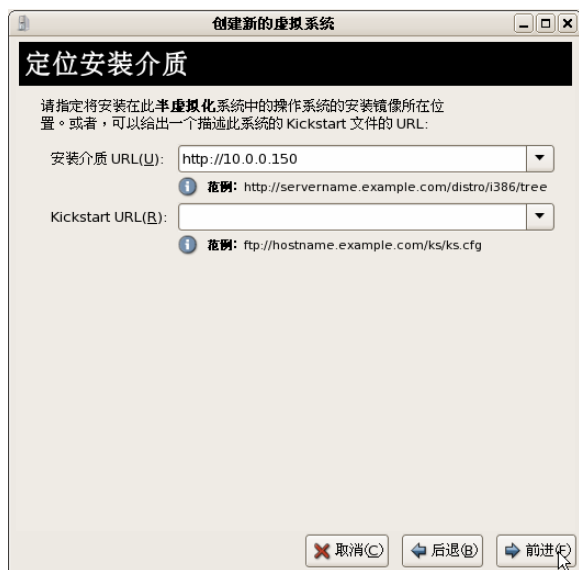 创建新的虚拟系统
定位安装介质
请指定将安装在此半虚拟化系统中的操作系统的安装镜像所在位
置。或者，可以给出一个描述此系统的 Kickstart 文件的 URL:
安装介质 URL(U): http://10.0.0.150
范例: http://servername.example.com/distro/i386/tree
Kickstart URL(R):
范例: ftp://hostname.example.com/ks/ks.cfg
取消(C) 后退(B) 前进(F)